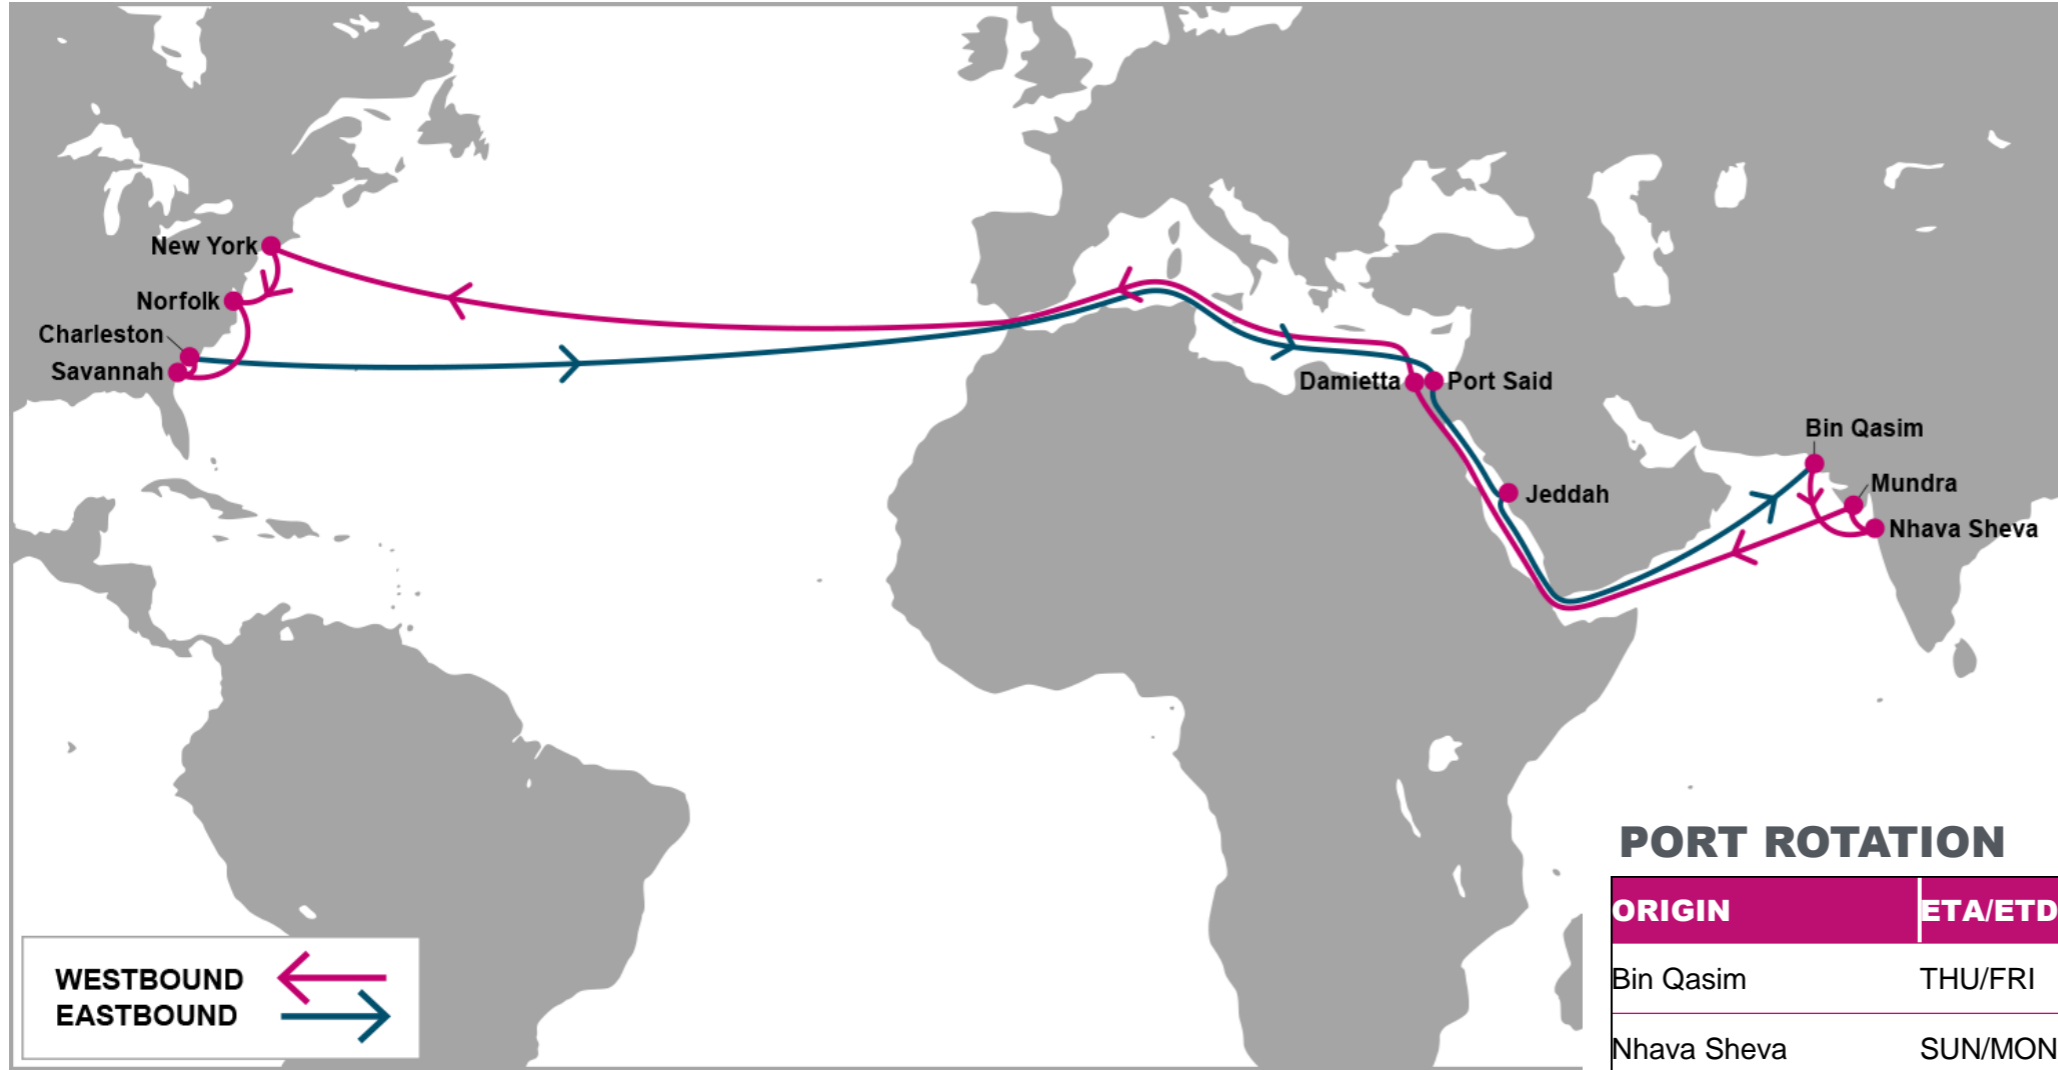 New York
Norfolk
Charleston
Savannah
Damietta
Port Said
Jeddah
Bin Qasim
Mundra
Nhava Sheva
WESTBOUND
EASTBOUND
PORT ROTATION
ORIGIN ETA/ETD
Bin Qasim THU/FRI
Nhava Sheva SUN/MON